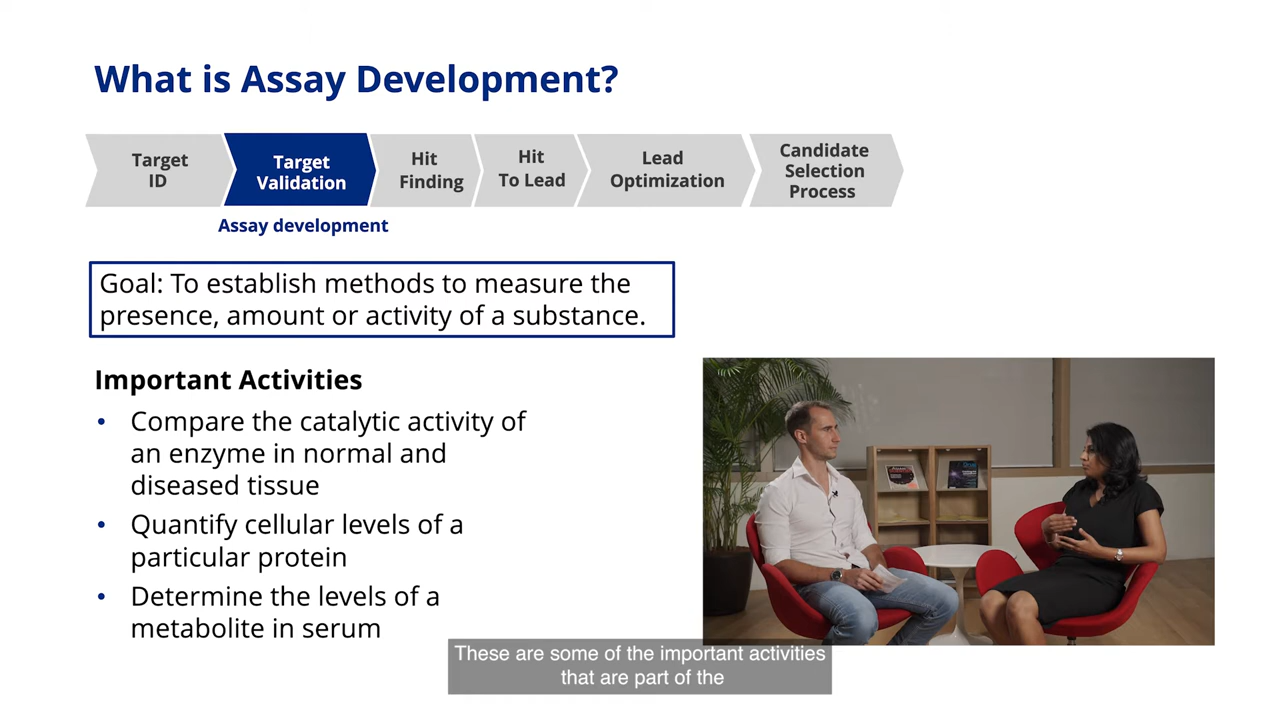 What is Assay Development?
Target
ID
Target
Validation
Hit
Finding
Hit
To Lead
Lead
Optimization
Candidate
Selection
Process
Assay development
Goal: To establish methods to measure the
presence, amount or activity of a substance.
Important Activities
• Compare the catalytic activity of
an enzyme in normal and
diseased tissue
• Quantify cellular levels of a
particular protein
• Determine the levels of a
metabolite in serum
These are some of the important activities
that are part of the